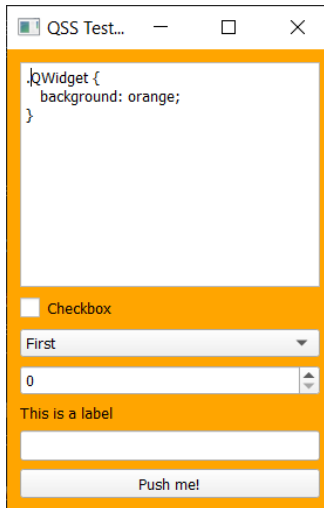 QSS Test...
.QWidget {
   background: orange;
}
Checkbox
First
0
This is a label
Push me!